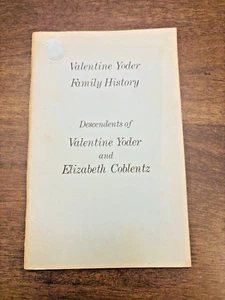 Valentine Yoder
Family History
Descendents of
Valentine Yoder
and
Elizabeth Coblentz